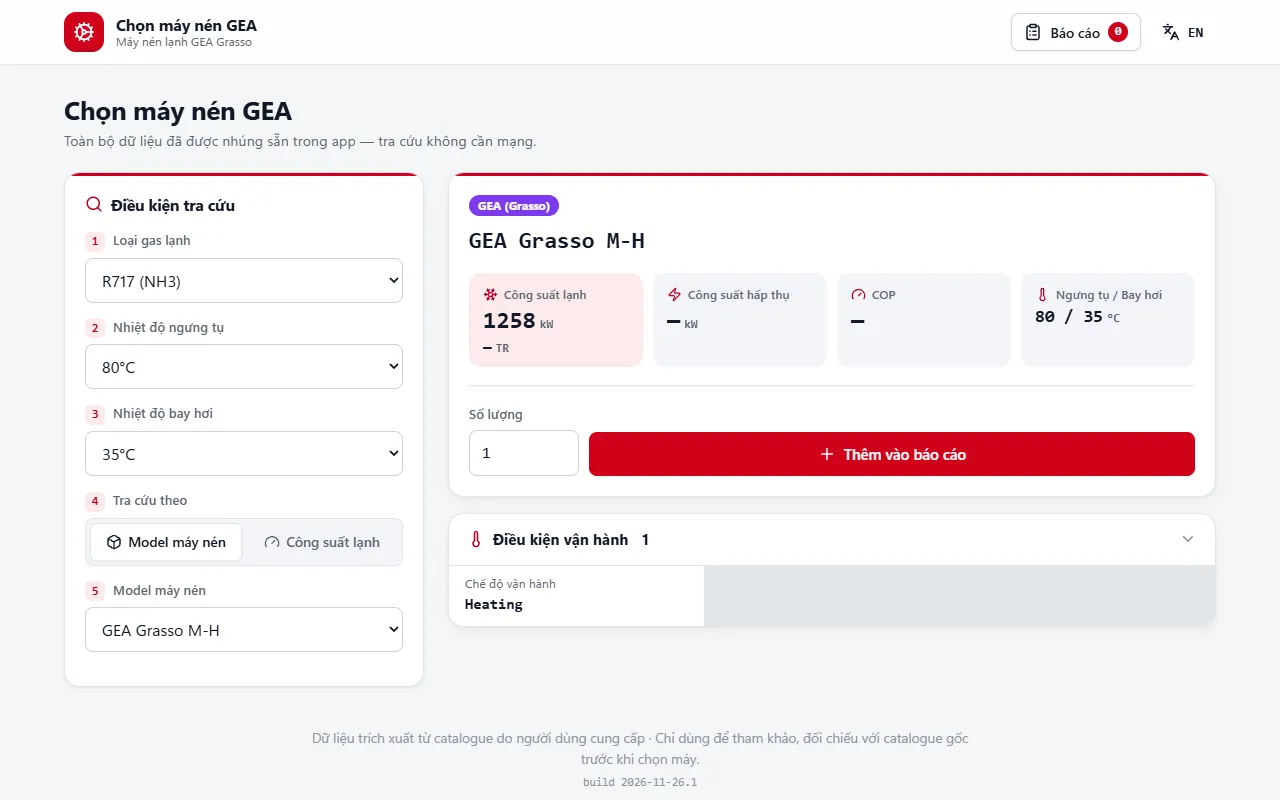 Chọn máy nén GEA
Máy nén lạnh GEA Grasso
Báo cáo 0
EN
Chọn máy nén GEA
Toàn bộ dữ liệu đã được nhúng sẵn trong app — tra cứu không cần mạng.
Điều kiện tra cứu
1 Loại gas lạnh
R717 (NH3)
2 Nhiệt độ ngưng tụ
80°C
3 Nhiệt độ bay hơi
35°C
4 Tra cứu theo
Model máy nén
Công suất lạnh
5 Model máy nén
GEA Grasso M-H
GEA (Grasso)
GEA Grasso M-H
Công suất lạnh
1258 kW
— TR
Công suất hấp thụ
— kW
COP
—
Ngưng tụ / Bay hơi
80 / 35 °C
Số lượng
1
+ Thêm vào báo cáo
Điều kiện vận hành 1
Chế độ vận hành
Heating
Dữ liệu trích xuất từ catalogue do người dùng cung cấp · Chỉ dùng để tham khảo, đối chiếu với catalogue gốc
trước khi chọn máy.
build 2026-11-26.1